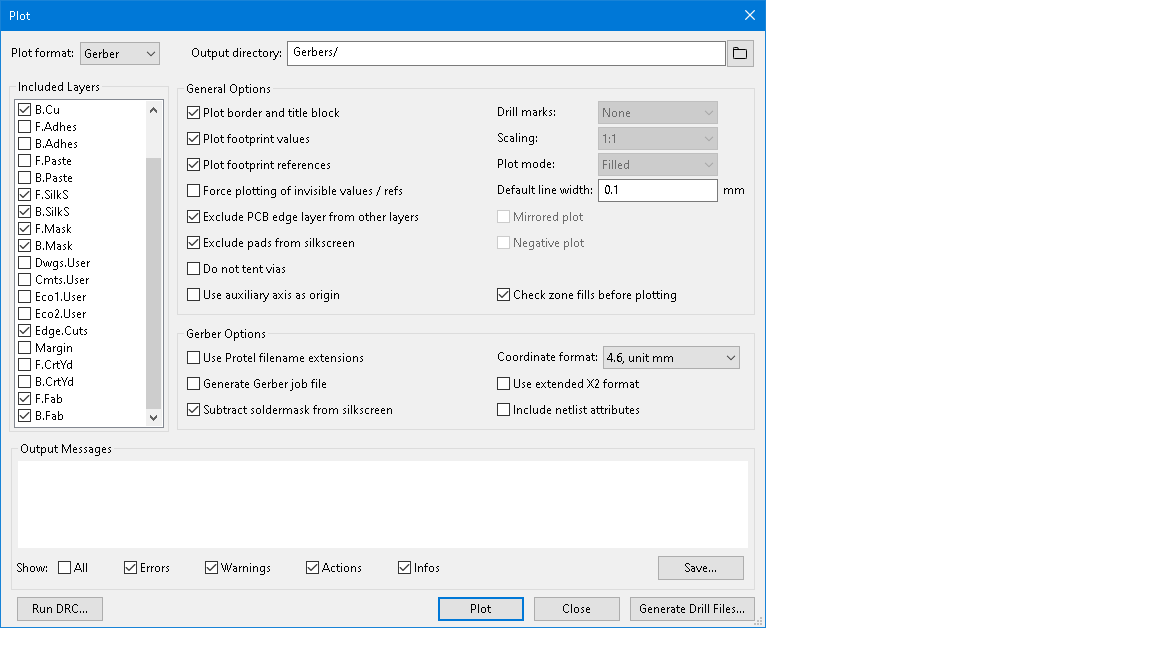 Plot
Plot format: Gerber Output directory: Gerbers/
Included Layers
B.Cu
F.Adhes
B.Adhes
F.Paste
B.Paste
F.SilkS
B.SilkS
F.Mask
B.Mask
Dwgs.User
Cmts.User
Eco1.User
Eco2.User
Edge.Cuts
Margin
F.CrtYd
B.CrtYd
F.Fab
B.Fab
General Options
Plot border and title block
Plot footprint values
Plot footprint references
Force plotting of invisible values / refs
Exclude PCB edge layer from other layers
Exclude pads from silkscreen
Do not tent vias
Use auxiliary axis as origin
Drill marks: None
Scaling: 1:1
Plot mode: Filled
Default line width: 0.1 mm
Mirrored plot
Negative plot
Check zone fills before plotting
Gerber Options
Use Protel filename extensions
Generate Gerber job file
Subtract soldermask from silkscreen
Coordinate format: 4.6, unit mm
Use extended X2 format
Include netlist attributes
Output Messages
Show: All Errors Warnings Actions Infos Save...
Run DRC... Plot Close Generate Drill Files...